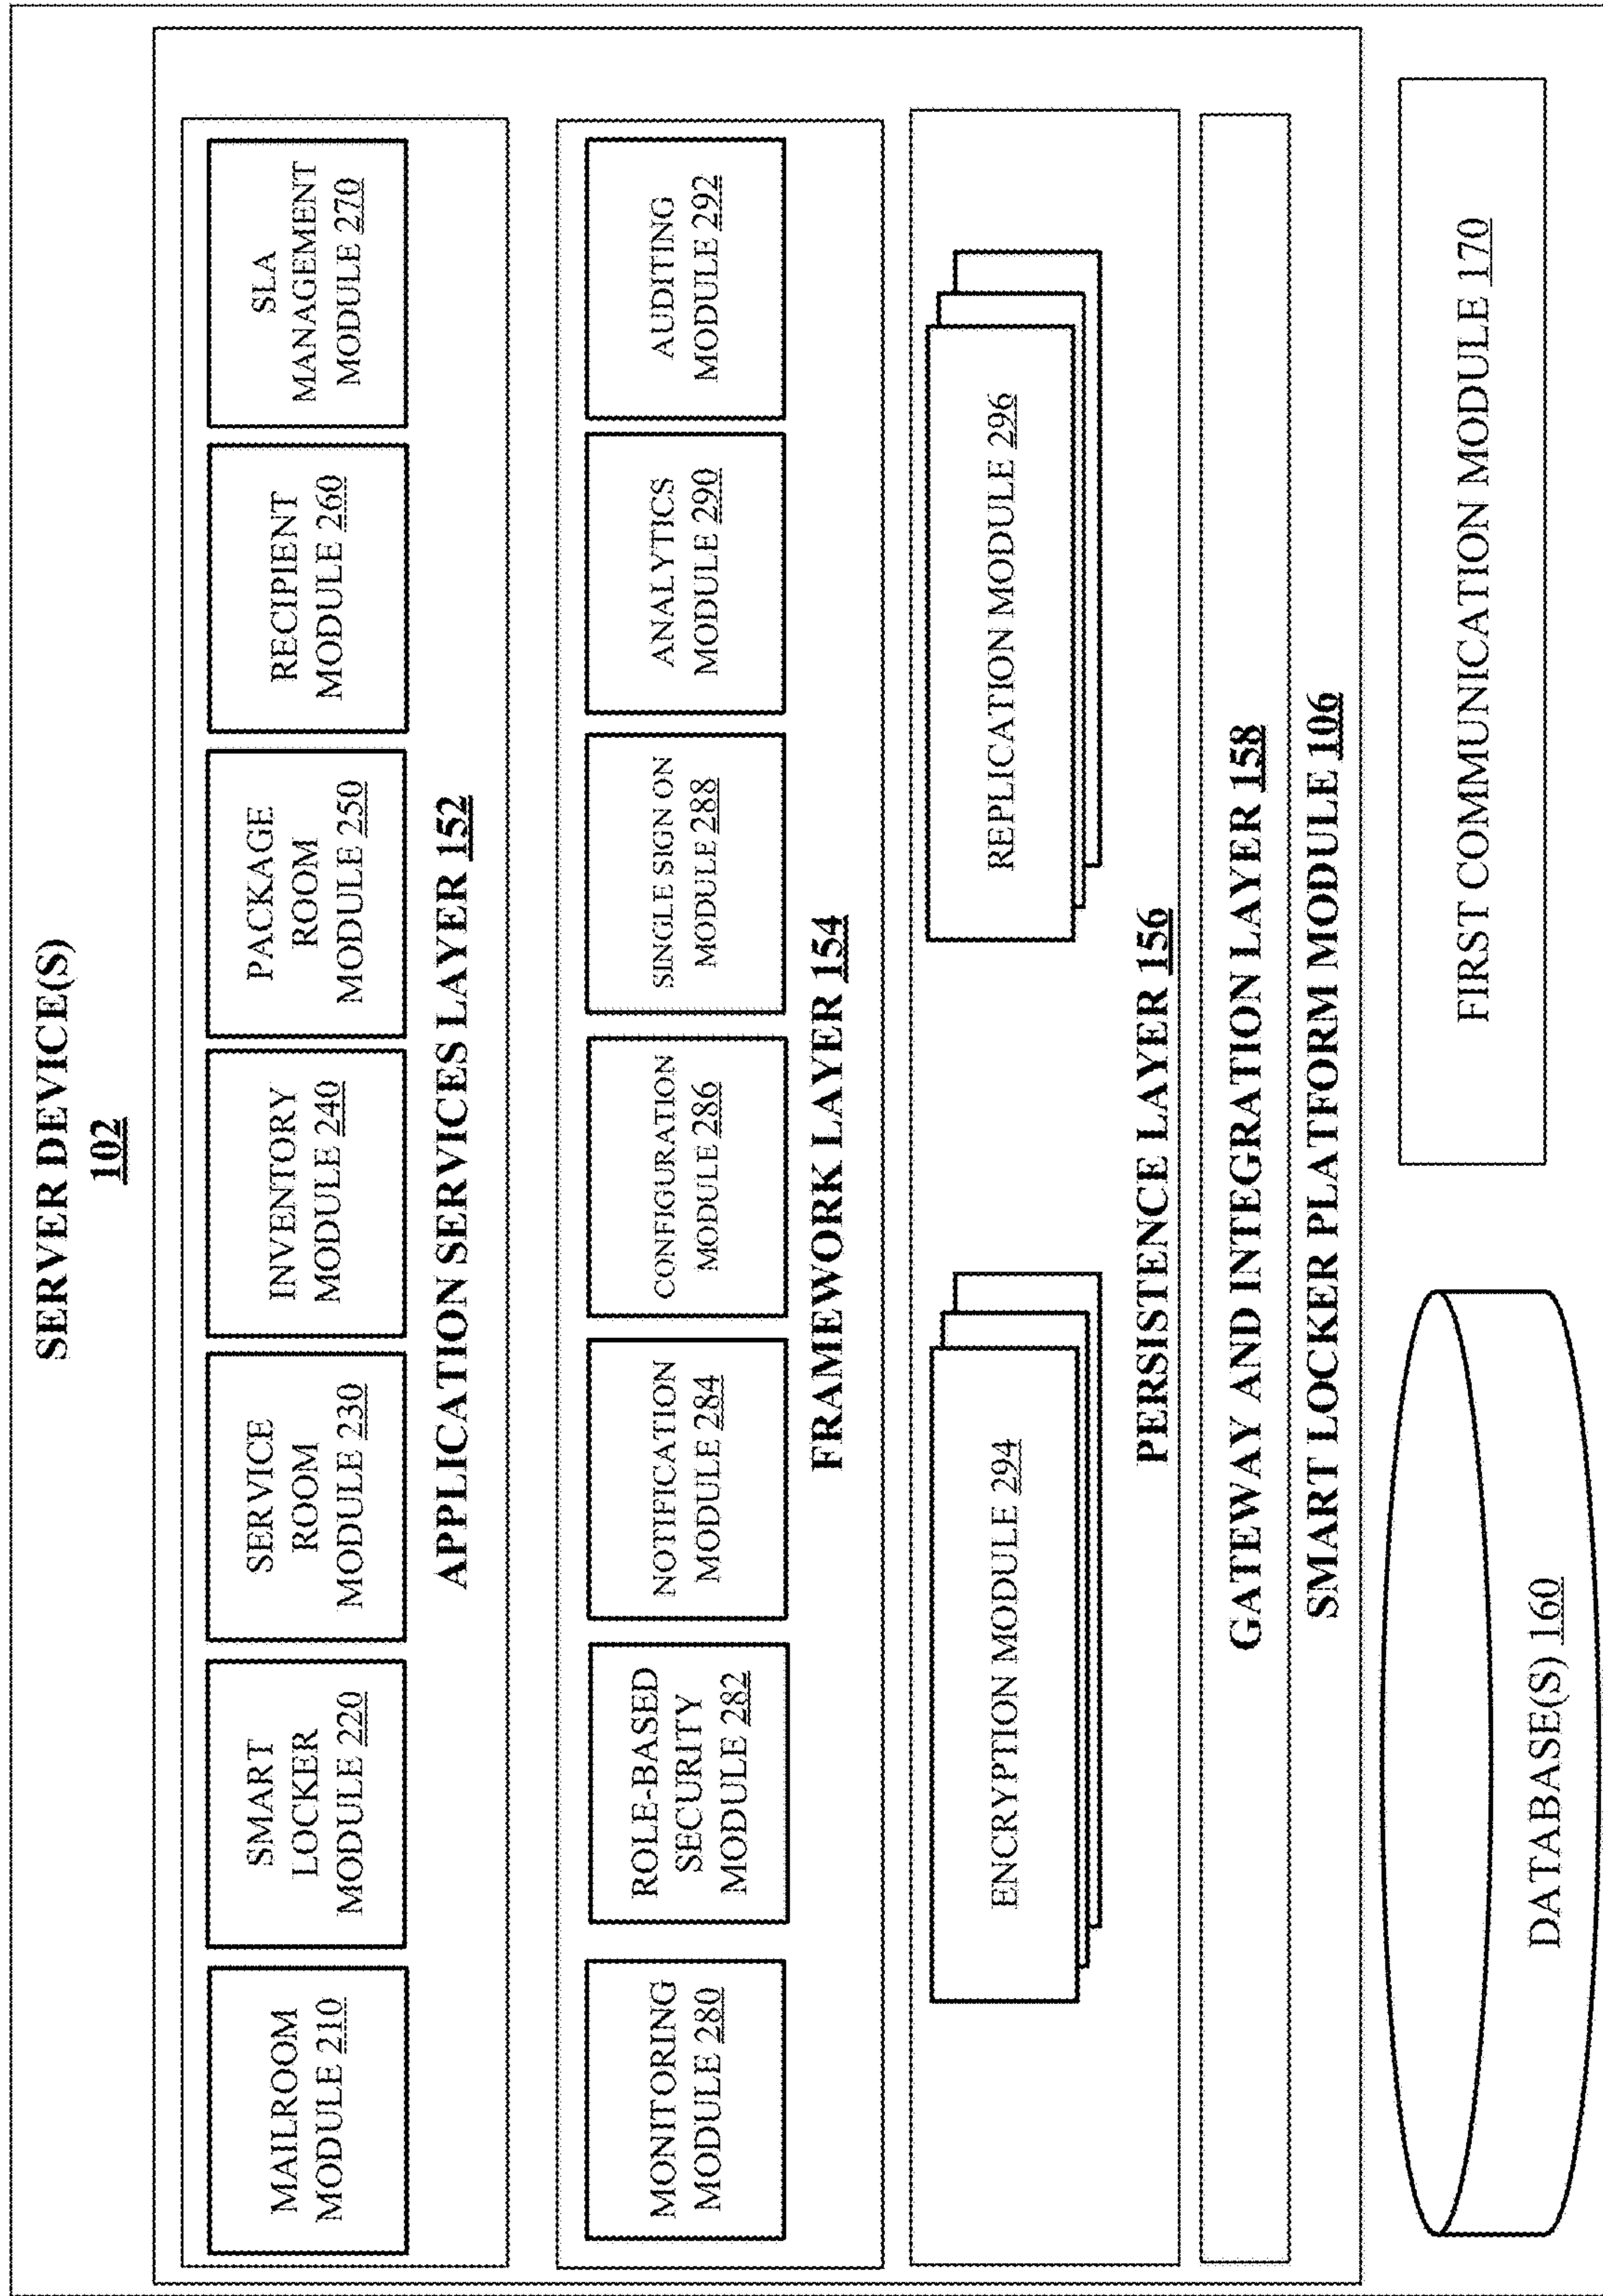 SERVER DEVICE(S)
102
MAILROOM
MODULE 210
SMART
LOCKER
MODULE 220
SERVICE
ROOM
MODULE 230
INVENTORY
MODULE 240
PACKAGE
ROOM
MODULE 250
RECIPIENT
MODULE 260
SLA
MANAGEMENT
MODULE 270
APPLICATION SERVICES LAYER 152
MONITORING
MODULE 280
ROLE-BASED
SECURITY
MODULE 282
NOTIFICATION
MODULE 284
CONFIGURATION
MODULE 286
SINGLE SIGN ON
MODULE 288
ANALYTICS
MODULE 290
AUDITING
MODULE 292
FRAMEWORK LAYER 154
ENCRYPTION MODULE 294
REPLICATION MODULE 296
PERSISTENCE LAYER 156
GATEWAY AND INTEGRATION LAYER 158
SMART LOCKER PLATFORM MODULE 106
DATABASE(S) 160
FIRST COMMUNICATION MODULE 170